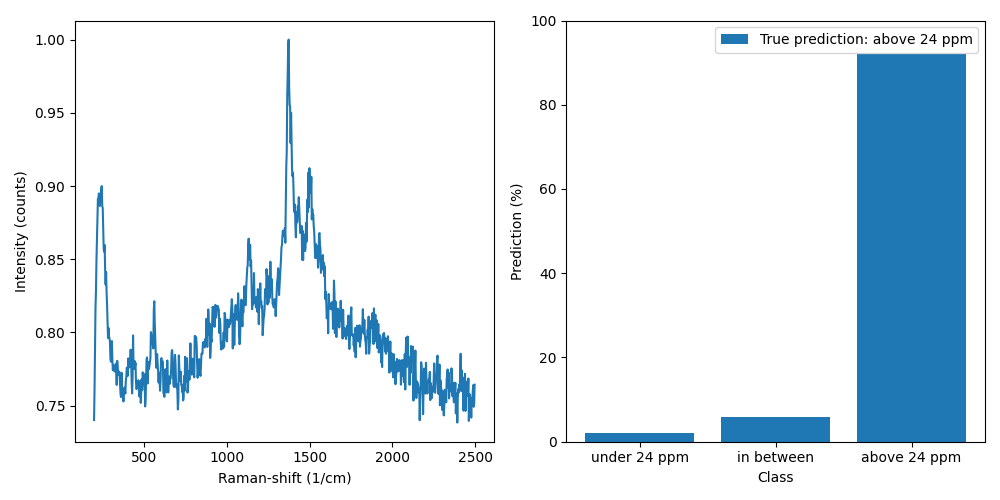 1.00
0.95
0.90
0.85
0.80
0.75
Intensity (counts)
500
1000
1500
2000
2500
Raman-shift (1/cm)
100
80
60
40
20
0
Prediction (%)
True prediction: above 24 ppm
under 24 ppm
in between
above 24 ppm
Class